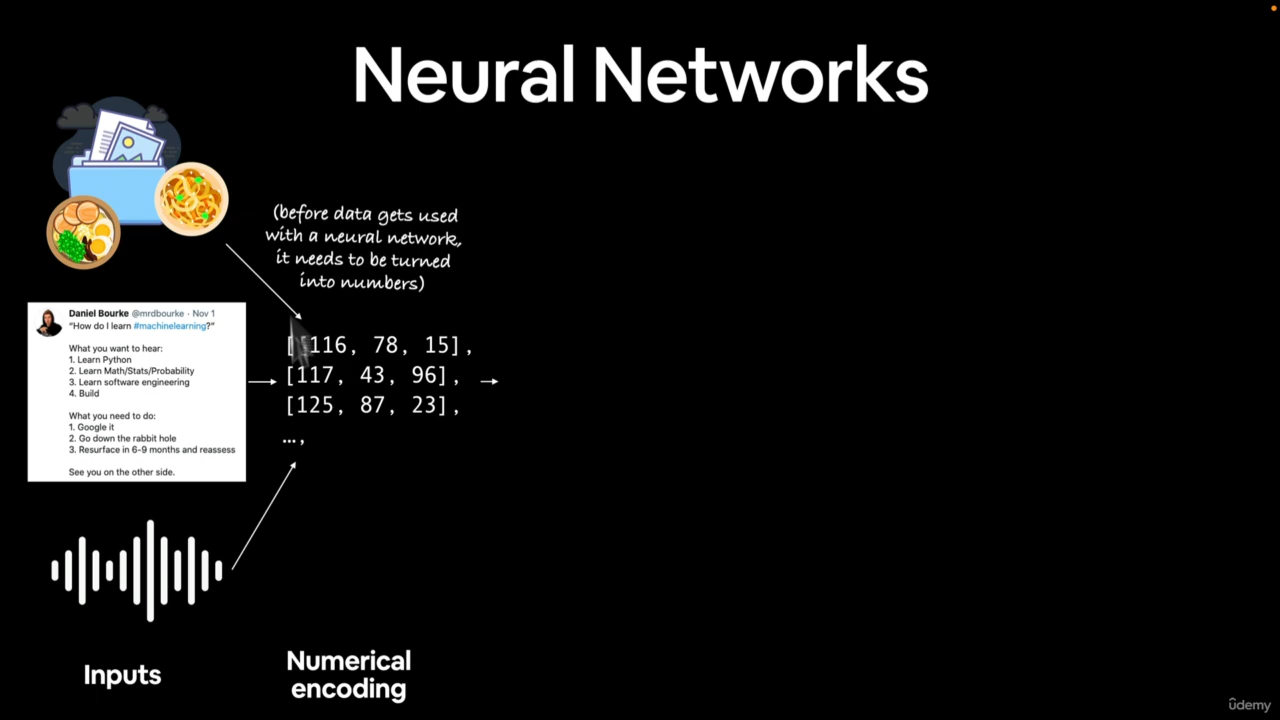 Neural Networks
(before data gets used
with a neural network,
it needs to be turned
into numbers)
Daniel Bourke @mrdbourke · Nov 1
"How do I learn #machinelearning?"
What you want to hear:
1. Learn Python
2. Learn Math/Stats/Probability
3. Learn software engineering
4. Build
What you need to do:
1. Google it
2. Go down the rabbit hole
3. Resurface in 6-9 months and reassess
See you on the other side.
[[116, 78, 15],
[117, 43, 96],
[125, 87, 23],
…,
Inputs
Numerical
encoding
ûdemy